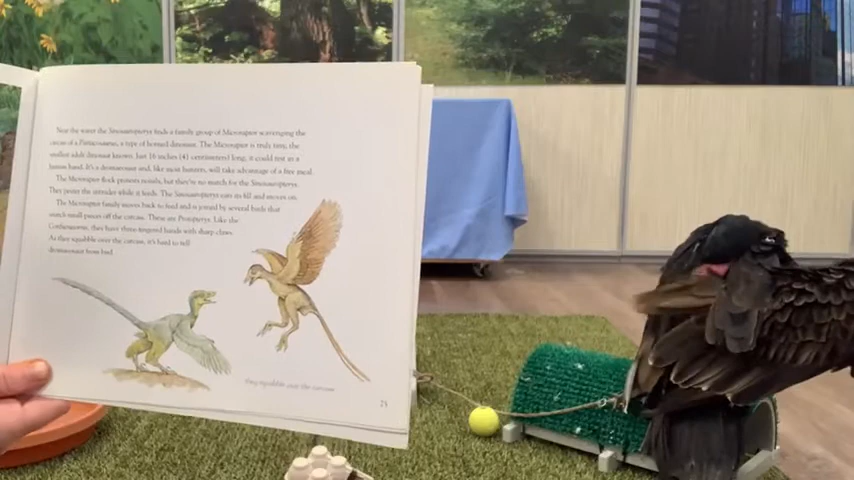 Near the water the Sinosauropteryx finds a family group of Microraptor scavenging the
carcass of a Psittacosaurus, a type of horned dinosaur. The Microraptor is truly tiny, the
smallest adult dinosaur known. Just 16 inches (41 centimeters) long, it could rest in a
human hand. It's a dromaeosaur and, like most hunters, will take advantage of a free meal.
The Microraptor flock protests noisily, but they're no match for the Sinosauropteryx.
They pester the intruder while it feeds. The Sinosauropteryx eats its fill and moves on.
The Microraptor family moves back to feed and is joined by several birds that
snatch small pieces off the carcass. These are Protopteryx. Like the
Confuciusornis, they have three-fingered hands with sharp claws.
As they squabble over the carcass, it's hard to tell
dinosaur from bird.
they squabble over the carcass